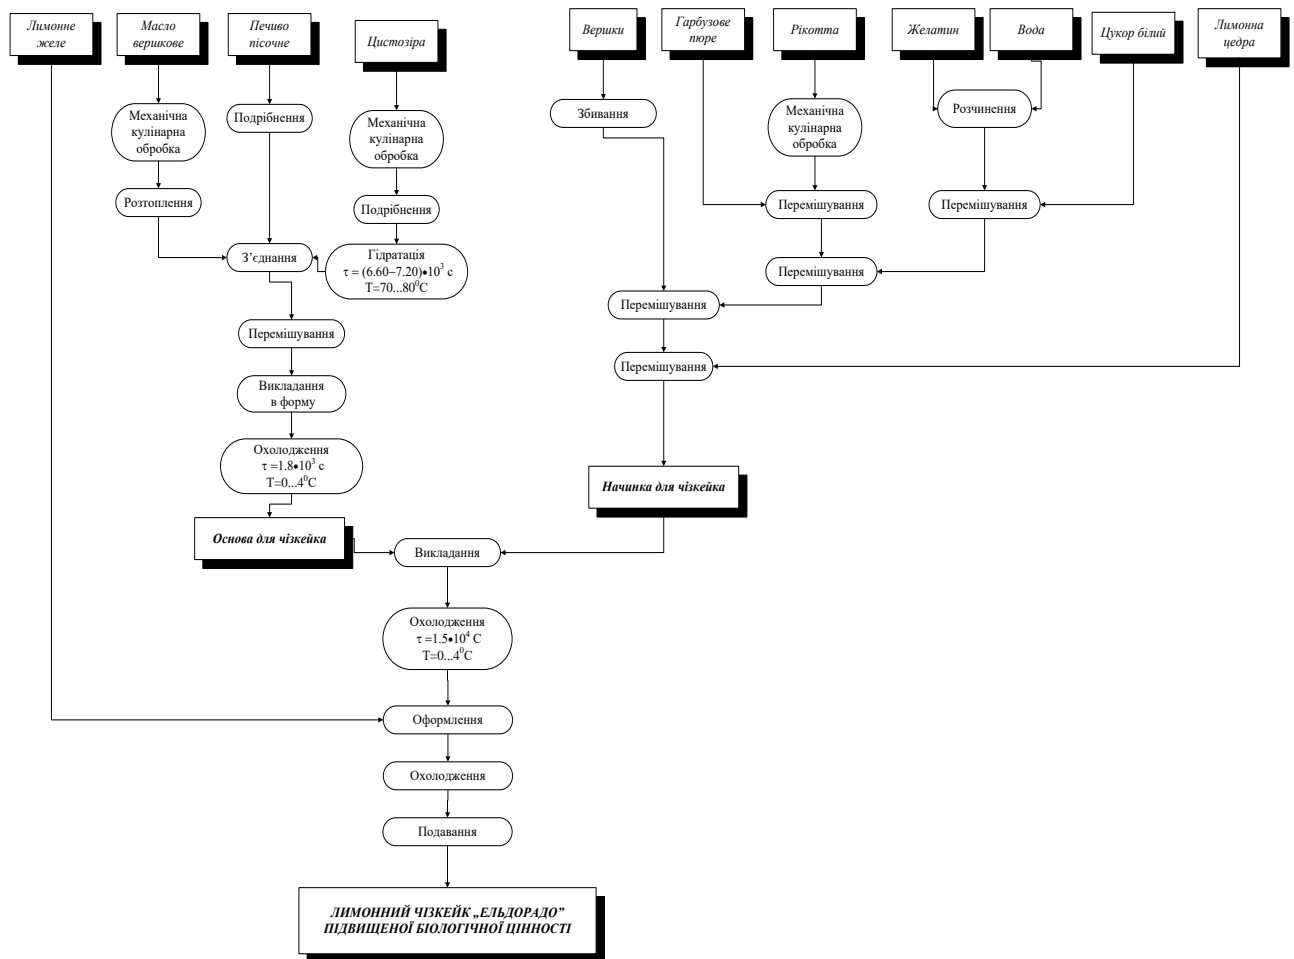 Лимонне
желе
Масло
вершкове
Печиво
пісочне
Цистозіра
Вершки
Гарбузове
пюре
Рікотта
Желатин
Вода
Цукор білий
Лимонна
цедра
Механічна
кулінарна
обробка
Подрібнення
Механічна
кулінарна
обробка
Збивання
Механічна
кулінарна
обробка
Розчинення
Розтоплення
Подрібнення
Перемішування
Перемішування
З’єднання
Гідратація
τ = (6.60–7.20)•10³ с
Т=70...80⁰С
Перемішування
Перемішування
Перемішування
Перемішування
Викладання
в форму
Охолодження
τ =1.8•10³ с
Т=0...4⁰С
Начинка для чізкейка
Основа для чізкейка
Викладання
Охолодження
τ =1.5•10⁴ С
Т=0...4⁰С
Оформлення
Охолодження
Подавання
ЛИМОННИЙ ЧІЗКЕЙК „ЕЛЬДОРАДО”
ПІДВИЩЕНОЇ БІОЛОГІЧНОЇ ЦІННОСТІ